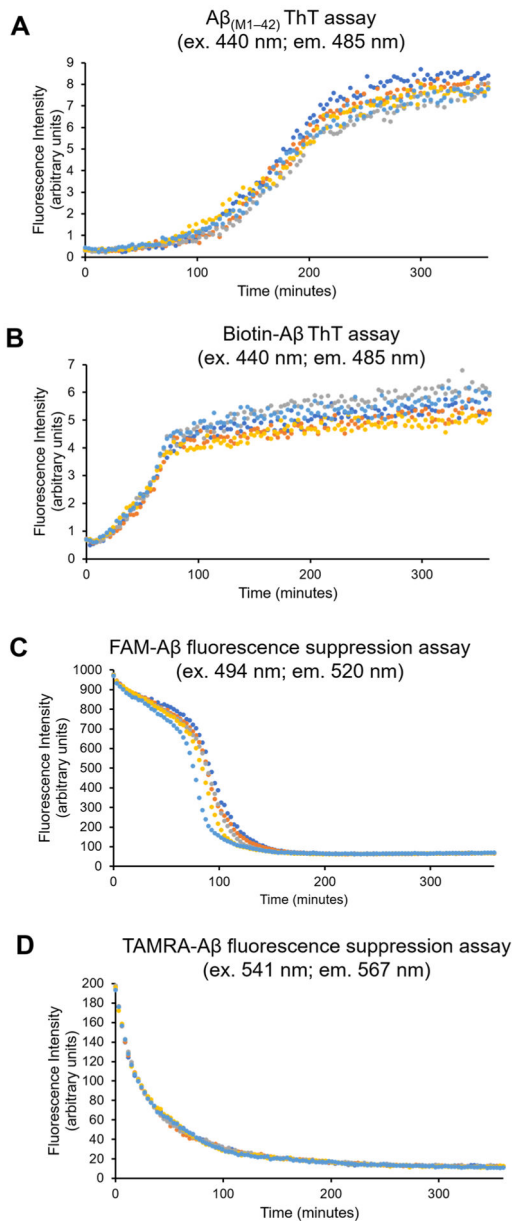 A
Aβ(M1–42) ThT assay
(ex. 440 nm; em. 485 nm)
Fluorescence Intensity
(arbitrary units)
9
8
7
6
5
4
3
2
1
0
0 100 200 300
Time (minutes)
B
Biotin-Aβ ThT assay
(ex. 440 nm; em. 485 nm)
Fluorescence Intensity
(arbitrary units)
7
6
5
4
3
2
1
0
0 100 200 300
Time (minutes)
C
FAM-Aβ fluorescence suppression assay
(ex. 494 nm; em. 520 nm)
Fluorescence Intensity
(arbitrary units)
1000
900
800
700
600
500
400
300
200
100
0
0 100 200 300
Time (minutes)
D
TAMRA-Aβ fluorescence suppression assay
(ex. 541 nm; em. 567 nm)
Fluorescence Intensity
(arbitrary units)
200
180
160
140
120
100
80
60
40
20
0
0 100 200 300
Time (minutes)